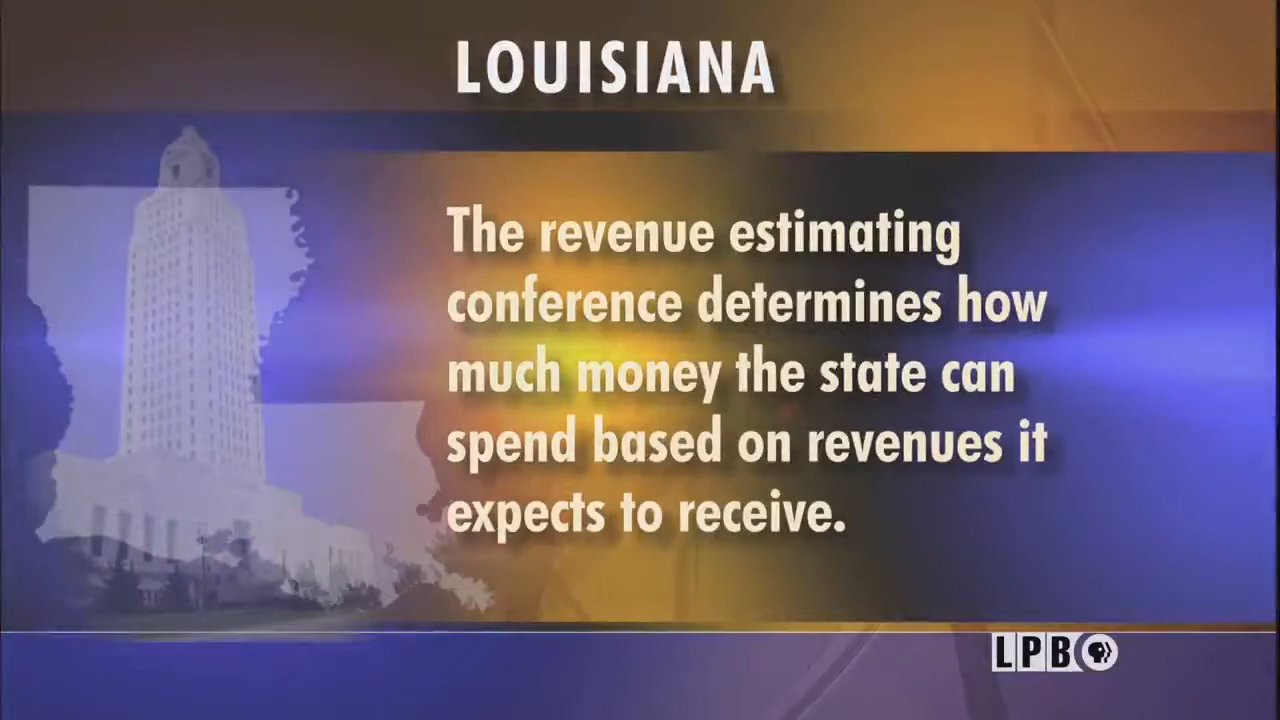 LOUISIANA
The revenue estimating
conference determines how
much money the state can
spend based on revenues it
expects to receive.
LPB